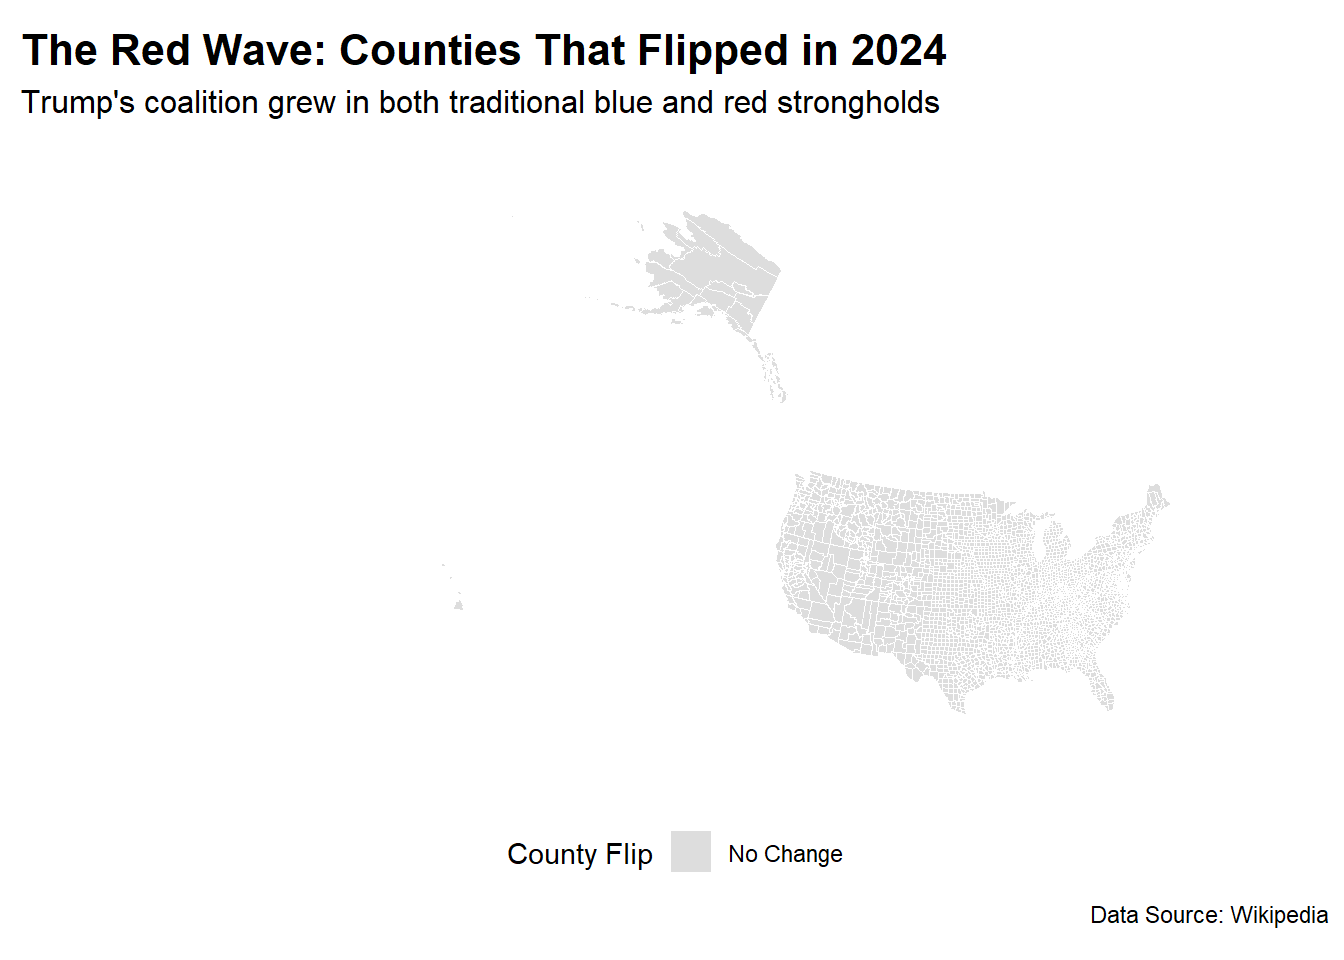 The Red Wave: Counties That Flipped in 2024
Trump's coalition grew in both traditional blue and red strongholds
County Flip
No Change
Data Source: Wikipedia